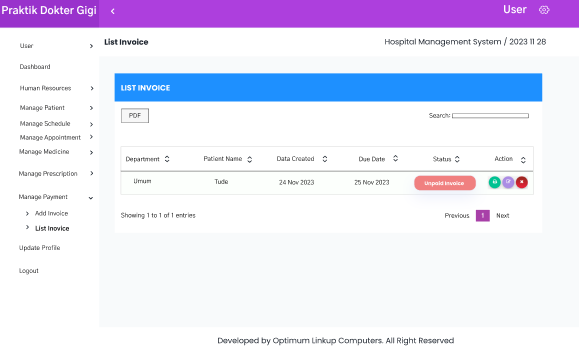 Praktik Dokter Gigi
User
List Invoice
Hospital Management System / 2023 11 28
User
Dashboard
Human Resources
Manage Patient
Manage Schedule
Manage Appointment
Manage Medicine
Manage Prescription
Manage Payment
Add Invoice
List Inovice
Update Profile
Logout
LIST INVOICE
PDF
Search:
Department Patient Name Data Created Due Date Status Action
Umum Tude 24 Nov 2023 25 Nov 2023 Unpaid Invoice
Showing 1 to 1 of 1 entries
Previous 1 Next
Developed by Optimum Linkup Computers. All Right Reserved